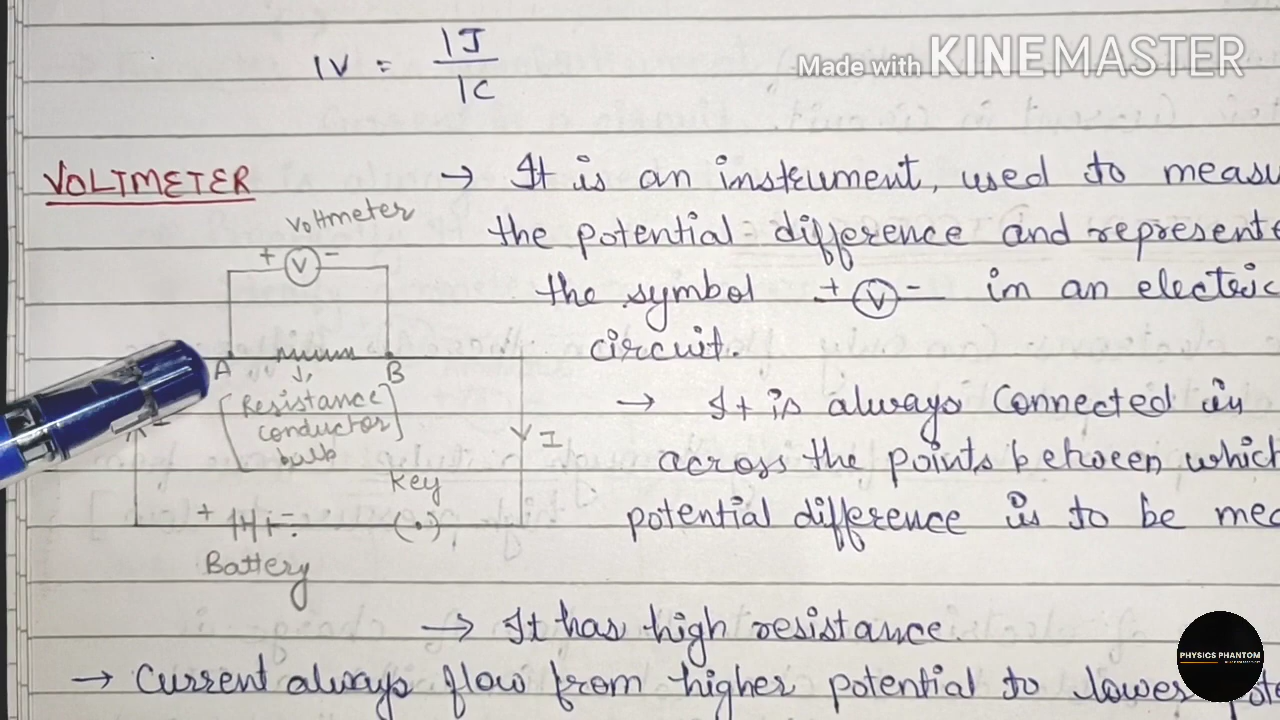 1V = 1J
1C
Made with KINEMASTER
VOLTMETER
→ It is an instrument, used to measu
the potential difference and represente
the symbol + V - in an electric
circuit.
Voltmeter
+ V -
A B
[Resistance
conductor]
bulb
I
Key
+ -
(•)
Battery
→ It is always connected in
across the points between which
potential difference is to be mea
→ It has high resistance.
→ Current always flow from higher potential to lower pote
PHYSICS PHANTOM